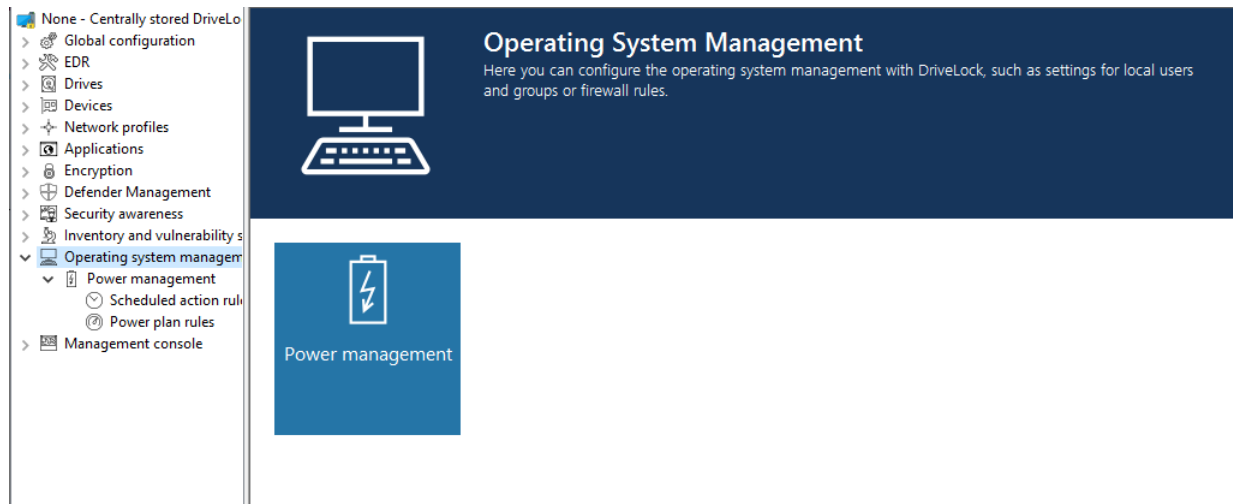 None - Centrally stored DriveLo
Global configuration
EDR
Drives
Devices
Network profiles
Applications
Encryption
Defender Management
Security awareness
Inventory and vulnerability s
Operating system managem
Power management
Scheduled action rul
Power plan rules
Management console
Operating System Management
Here you can configure the operating system management with DriveLock, such as settings for local users
and groups or firewall rules.
Power management